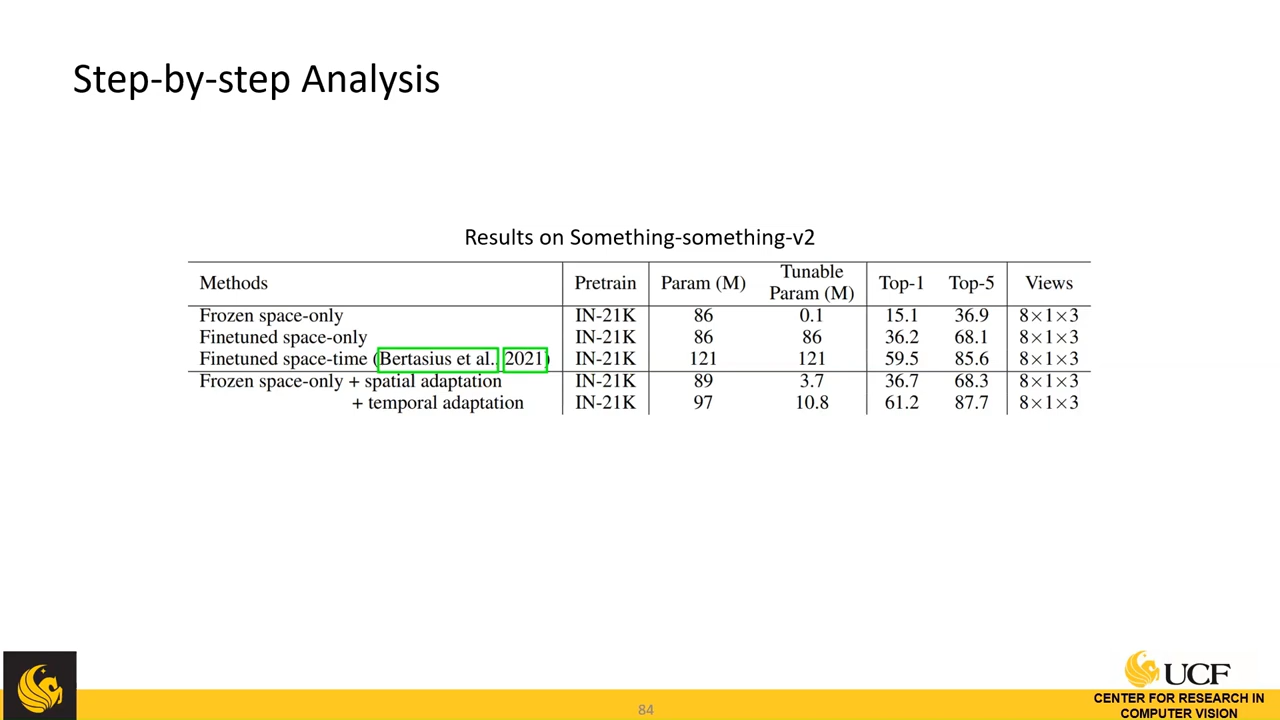 Step-by-step Analysis
Results on Something-something-v2
Methods Pretrain Param (M) Tunable Param (M) Top-1 Top-5 Views
Frozen space-only IN-21K 86 0.1 15.1 36.9 8×1×3
Finetuned space-only IN-21K 86 86 36.2 68.1 8×1×3
Finetuned space-time (Bertasius et al., 2021) IN-21K 121 121 59.5 85.6 8×1×3
Frozen space-only + spatial adaptation IN-21K 89 3.7 36.7 68.3 8×1×3
+ temporal adaptation IN-21K 97 10.8 61.2 87.7 8×1×3
84
UCF
CENTER FOR RESEARCH IN
COMPUTER VISION